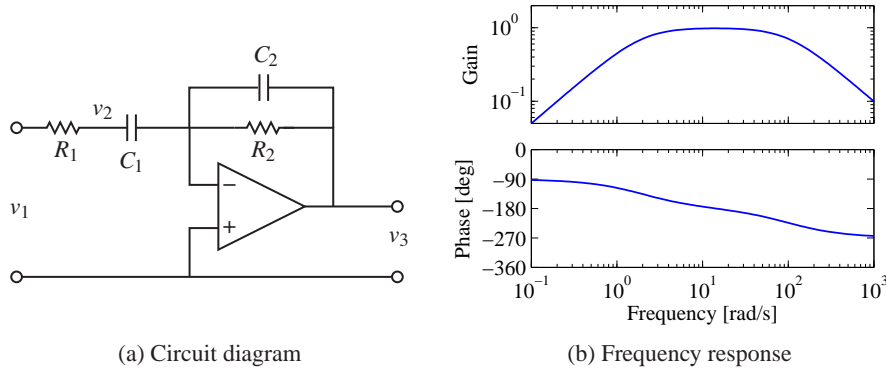 C2
v2
R1
C1
R2
−
+
v1
v3
(a) Circuit diagram
Gain
10^0
10^-1
Phase [deg]
0
−90
−180
−270
−360
10^-1 10^0 10^1 10^2 10^3
Frequency [rad/s]
(b) Frequency response